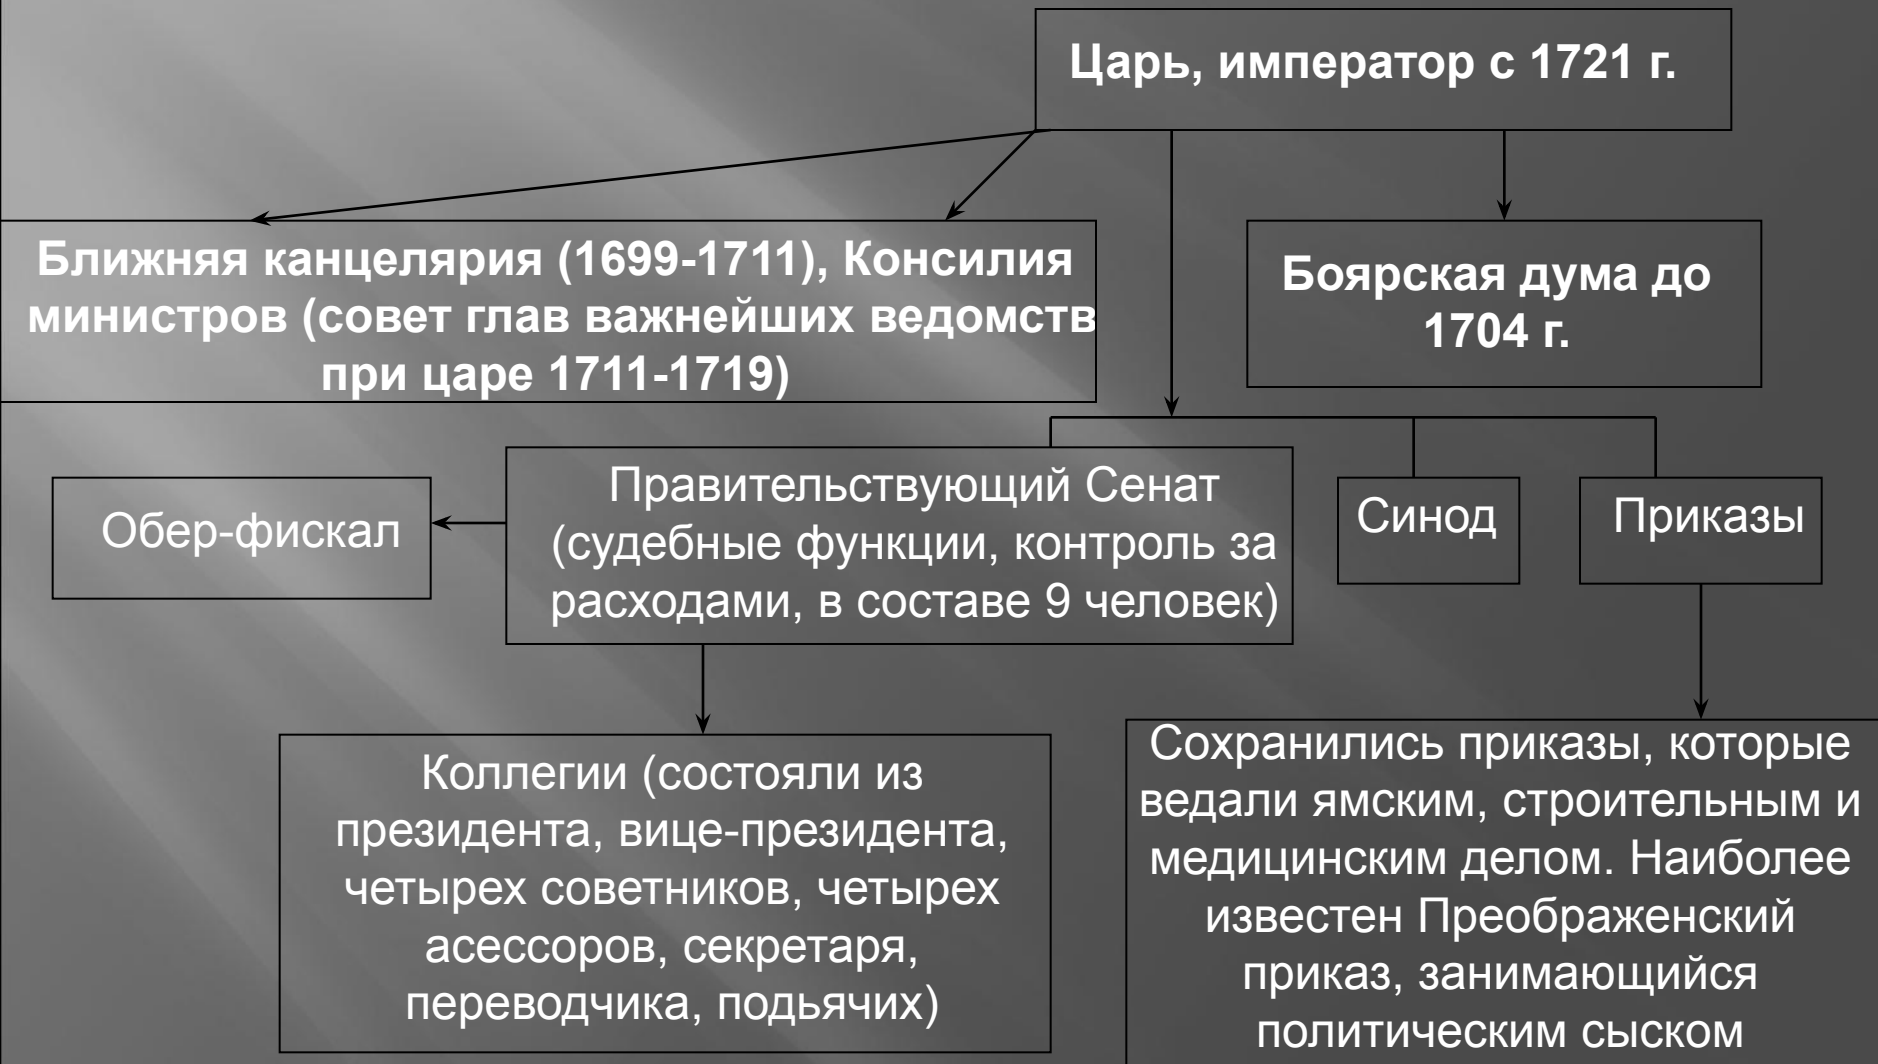 Царь, император с 1721 г.
Ближняя канцелярия (1699-1711), Консилия
министров (совет глав важнейших ведомств
при царе 1711-1719)
Боярская дума до
1704 г.
Обер-фискал
Правительствующий Сенат
(судебные функции, контроль за
расходами, в составе 9 человек)
Синод
Приказы
Коллегии (состояли из
президента, вице-президента,
четырех советников, четырех
асессоров, секретаря,
переводчика, подьячих)
Сохранились приказы, которые
ведали ямским, строительным и
медицинским делом. Наиболее
известен Преображенский
приказ, занимающийся
политическим сыском